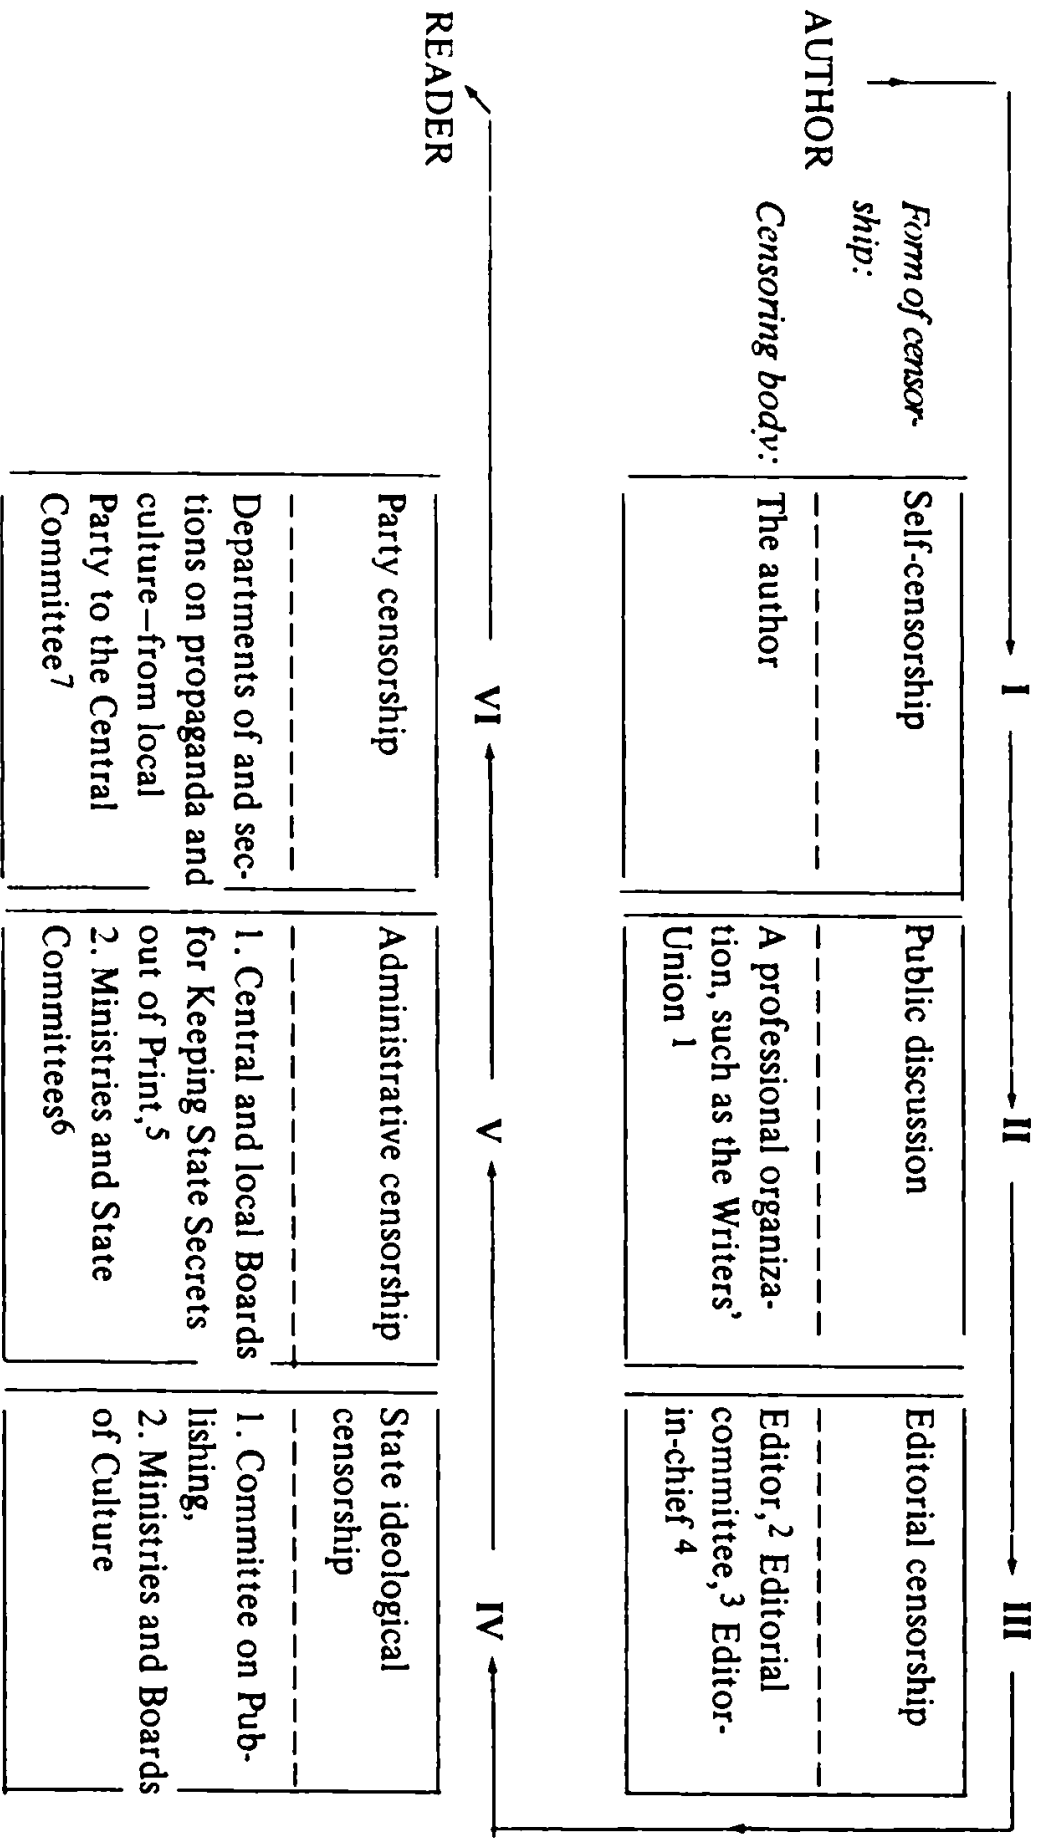 I
II
III
AUTHOR
Form of censor-
ship:
Censoring body:
Self-censorship
The author
Public discussion
A professional organiza-
tion, such as the Writers'
Union 1
Editorial censorship
Editor,2 Editorial
committee,3 Editor-
in-chief 4
READER
VI
V
IV
Party censorship
Departments of and sec-
tions on propaganda and
culture—from local
Party to the Central
Committee7
Administrative censorship
1. Central and local Boards
for Keeping State Secrets
out of Print,5
2. Ministries and State
Committees6
State ideological
censorship
1. Committee on Pub-
lishing,
2. Ministries and Boards
of Culture